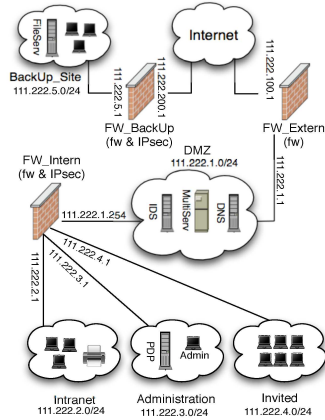 FileServ
BackUp_Site
111.222.5.0/24
111.222.5.1
111.222.200.1
FW_BackUp
(fw & IPsec)
Internet
111.222.100.1
FW_Extern
(fw)
111.222.1.1
FW_Intern
(fw & IPsec)
DMZ
111.222.1.0/24
111.222.1.254
IDS
MultiServ
DNS
111.222.2.1
111.222.3.1
111.222.4.1
PDP
Admin
Intranet
111.222.2.0/24
Administration
111.222.3.0/24
Invited
111.222.4.0/24